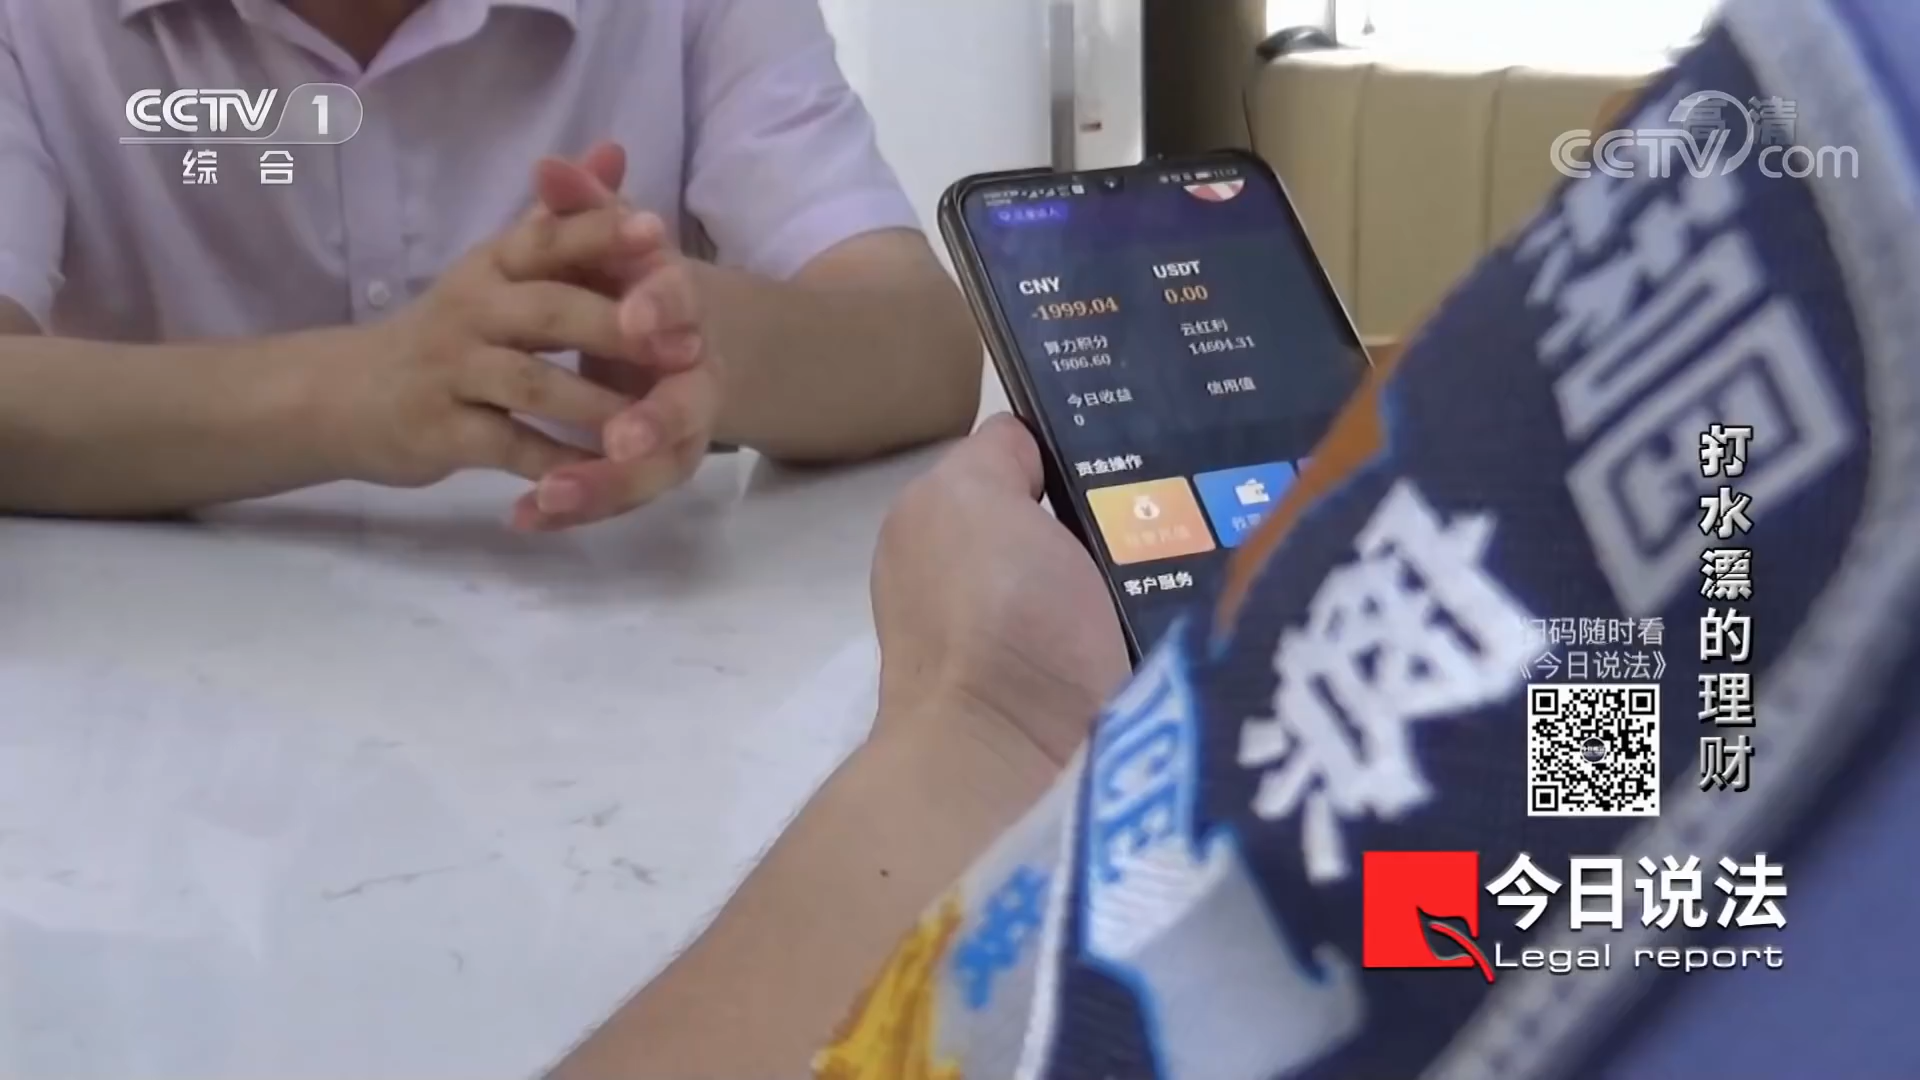 CCTV 1
综合
高清
CCTV com
CNY
-1999.04
USDT
0.00
算力积分
1906.60
云红利
14604.31
今日收益
0
信用值
资金操作
客户服务
打水漂的理财
扫码随时看
《今日说法》
今日说法
Legal report